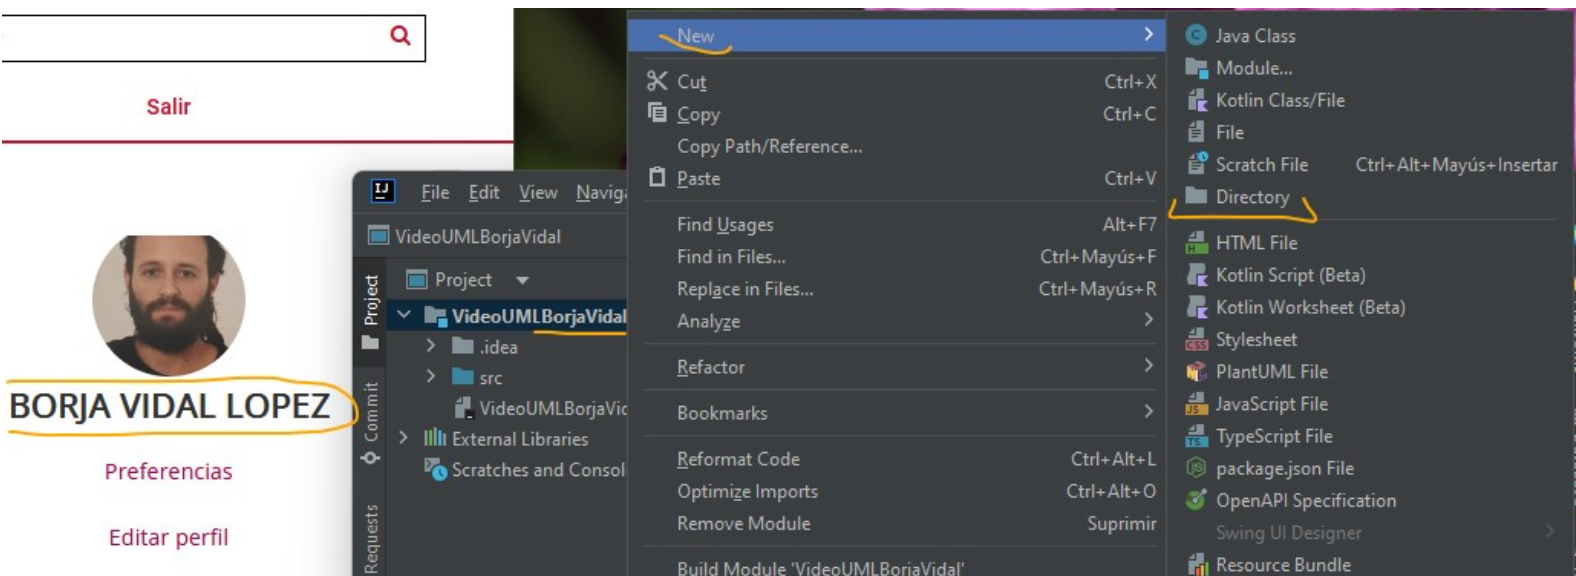 Salir
BORJA VIDAL LOPEZ
Preferencias
Editar perfil
IJ
File Edit View
VideoUMLBorjaVidal
Project
Project
Commit
Requests
VideoUMLBorjaVidal
.idea
src
External Libraries
Scratches and
New
Cut Ctrl+X
Copy Ctrl+C
Copy Path/Reference...
Paste Ctrl+V
Find Usages Alt+F7
Find in Files... Ctrl+Mayús+F
Replace in Files... Ctrl+Mayús+R
Analyze
Refactor
Bookmarks
Reformat Code Ctrl+Alt+L
Optimize Imports Ctrl+Alt+O
Remove Module Suprimir
Build Module 'VideoUMLBorjaVidal'
Java Class
Module...
Kotlin Class/File
File
Scratch File Ctrl+Alt+Mayús+Insertar
Directory
HTML File
Kotlin Script (Beta)
Kotlin Worksheet (Beta)
Stylesheet
PlantUML File
JavaScript File
TypeScript File
package.json File
OpenAPI Specification
Swing UI Designer
Resource Bundle